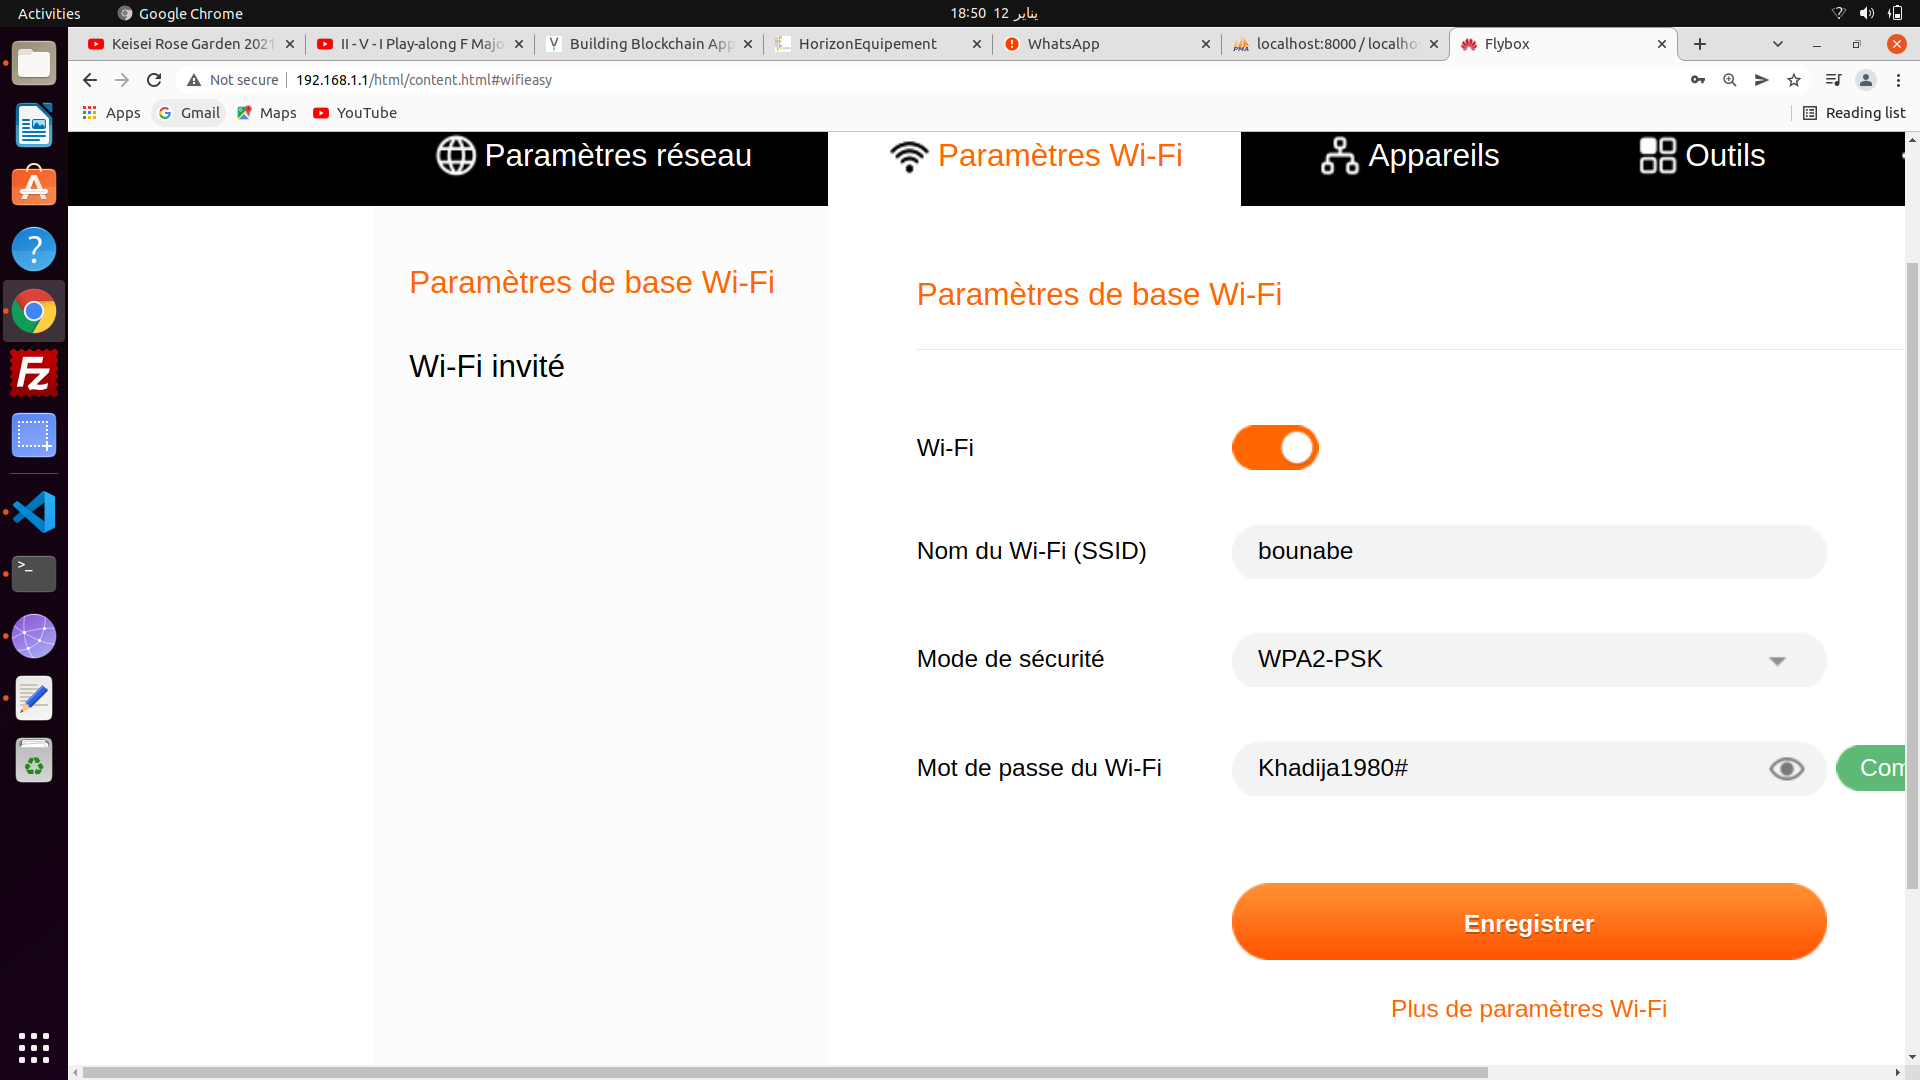 Activities
Google Chrome
18:50 12 يناير
Keisei Rose Garden 2021
II - V - I Play-along F Majo
Building Blockchain App
HorizonEquipement
WhatsApp
localhost:8000 / localho
Flybox
Not secure
192.168.1.1/html/content.html#wifieasy
Apps
Gmail
Maps
YouTube
Reading list
Paramètres réseau
Paramètres Wi-Fi
Appareils
Outils
Paramètres de base Wi-Fi
Wi-Fi invité
Paramètres de base Wi-Fi
Wi-Fi
Nom du Wi-Fi (SSID)
bounabe
Mode de sécurité
WPA2-PSK
Mot de passe du Wi-Fi
Khadija1980#
Com
Enregistrer
Plus de paramètres Wi-Fi